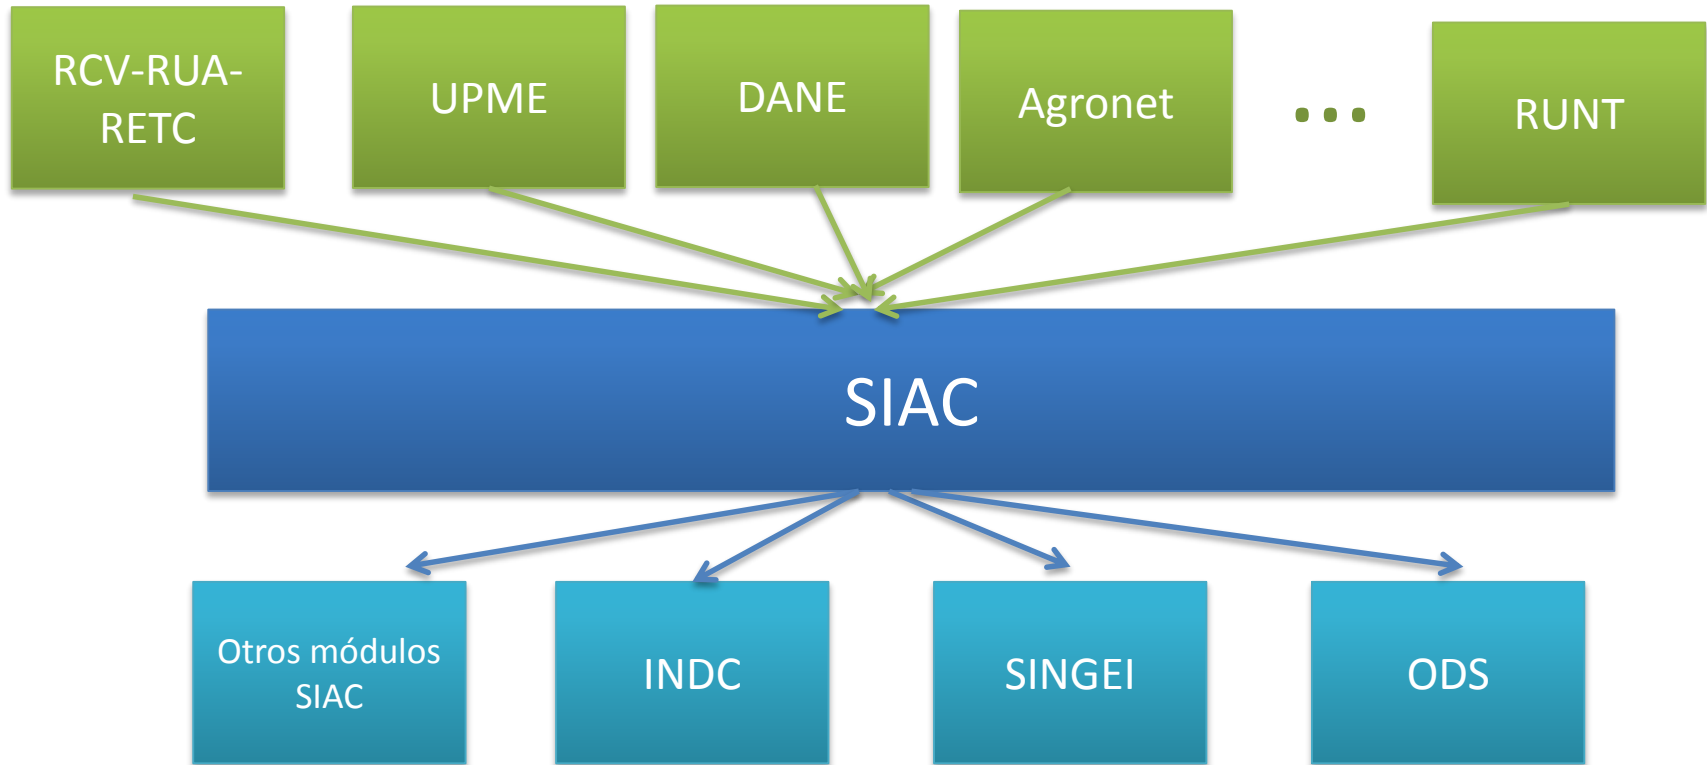 RCV-RUA-
RETC
UPME
DANE
Agronet
...
RUNT
SIAC
Otros módulos
SIAC
INDC
SINGEI
ODS